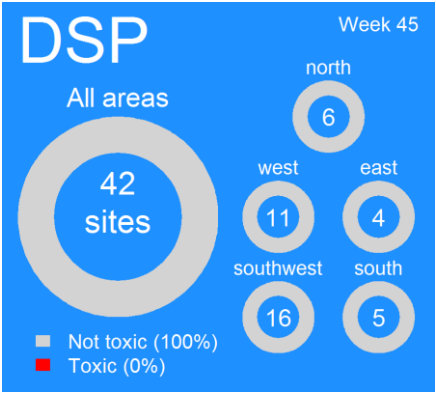 DSP
Week 45
All areas
42
sites
north
6
west
11
east
4
southwest
16
south
5
Not toxic (100%)
Toxic (0%)